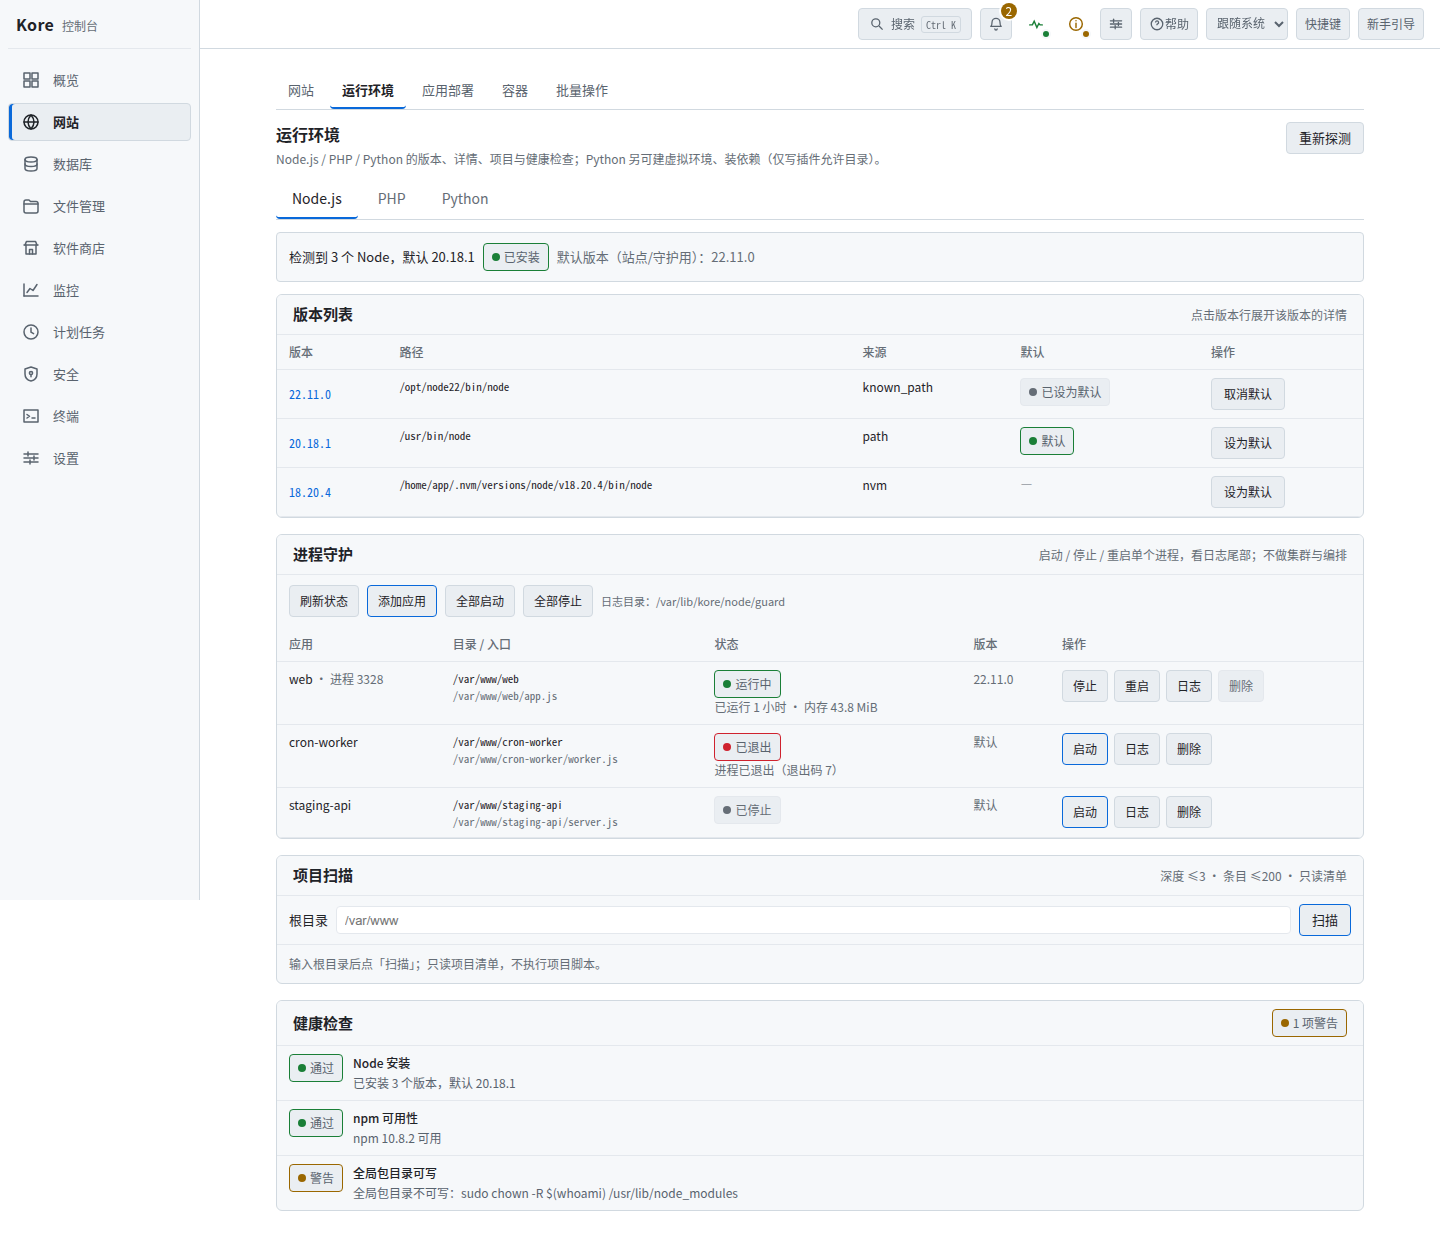 Kore 控制台
搜索 Ctrl K
2
帮助
跟随系统
快捷键
新手引导
概览
网站
数据库
文件管理
软件商店
监控
计划任务
安全
终端
设置
网站 运行环境 应用部署 容器 批量操作
运行环境
Node.js / PHP / Python 的版本、详情、项目与健康检查；Python 另可建虚拟环境、装依赖（仅写插件允许目录）。
重新探测
Node.js PHP Python
检测到 3 个 Node，默认 20.18.1 已安装 默认版本（站点/守护用）：22.11.0
版本列表 点击版本行展开该版本的详情
版本 路径 来源 默认 操作
22.11.0 /opt/node22/bin/node known_path 已设为默认 取消默认
20.18.1 /usr/bin/node path 默认 设为默认
18.20.4 /home/app/.nvm/versions/node/v18.20.4/bin/node nvm — 设为默认
进程守护 启动 / 停止 / 重启单个进程，看日志尾部；不做集群与编排
刷新状态 添加应用 全部启动 全部停止 日志目录：/var/lib/kore/node/guard
应用 目录 / 入口 状态 版本 操作
web · 进程 3328 /var/www/web 运行中 22.11.0 停止 重启 日志 删除
/var/www/web/app.js
已运行 1 小时 · 内存 43.8 MiB
cron-worker /var/www/cron-worker 已退出 默认 启动 日志 删除
/var/www/cron-worker/worker.js
进程已退出（退出码 7）
staging-api /var/www/staging-api 已停止 默认 启动 日志 删除
/var/www/staging-api/server.js
项目扫描 深度 ≤3 · 条目 ≤200 · 只读清单
根目录 /var/www 扫描
输入根目录后点「扫描」；只读项目清单，不执行项目脚本。
健康检查 1 项警告
通过 Node 安装
已安装 3 个版本，默认 20.18.1
通过 npm 可用性
npm 10.8.2 可用
警告 全局包目录可写
全局包目录不可写：sudo chown -R $(whoami) /usr/lib/node_modules